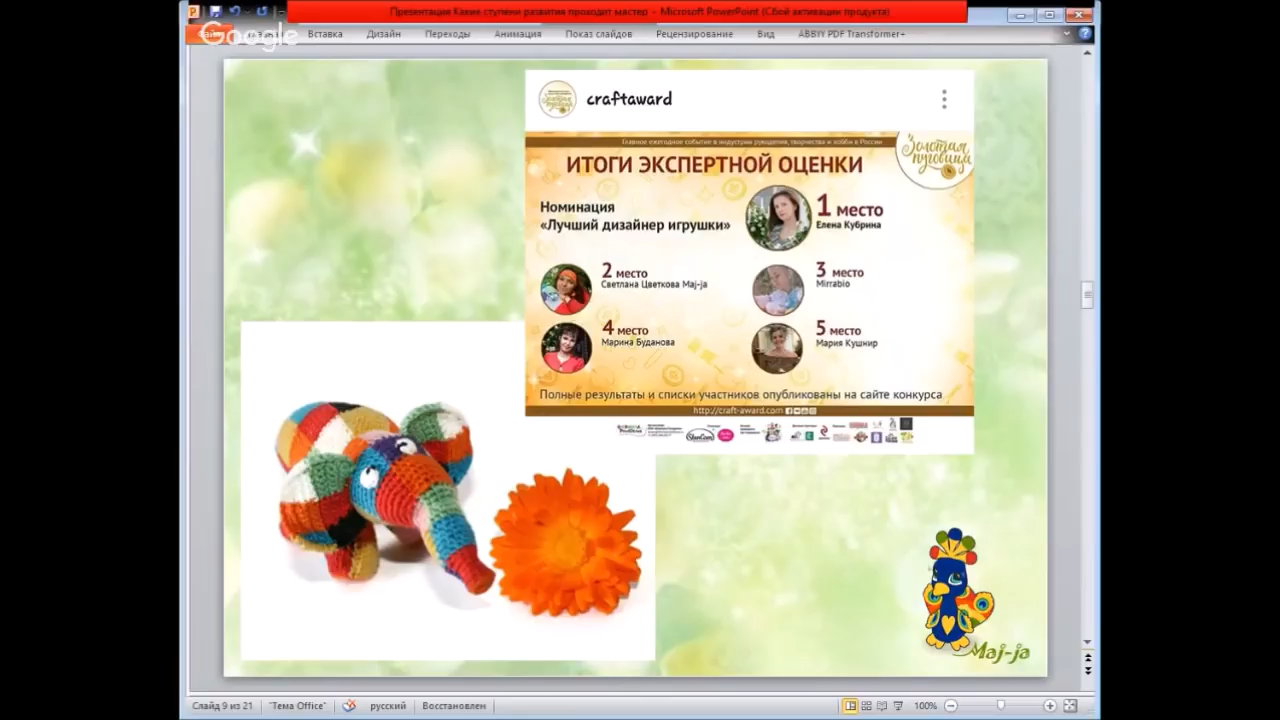 Презентация Какие ступени развития проходит мастер - Microsoft PowerPoint (Сбой активации продукта)
Google
Файл
Вставка
Дизайн
Переходы
Анимация
Показ слайдов
Рецензирование
Вид
ABBYY PDF Transformer+
craftaward
Главное ежегодное событие в индустрии рукоделия, творчества и хобби в России
Золотая
пуговица
ИТОГИ ЭКСПЕРТНОЙ ОЦЕНКИ
Номинация
«Лучший дизайнер игрушки»
1 место
Елена Кубрина
2 место
Светлана Цветкова Maj-ja
3 место
Mirrabio
4 место
Марина Буданова
5 место
Мария Кушнир
Полные результаты и списки участников опубликованы на сайте конкурса
http://craft-award.com
Maj-ja
Слайд 9 из 21
"Тема Office"
русский
Восстановлен
100%